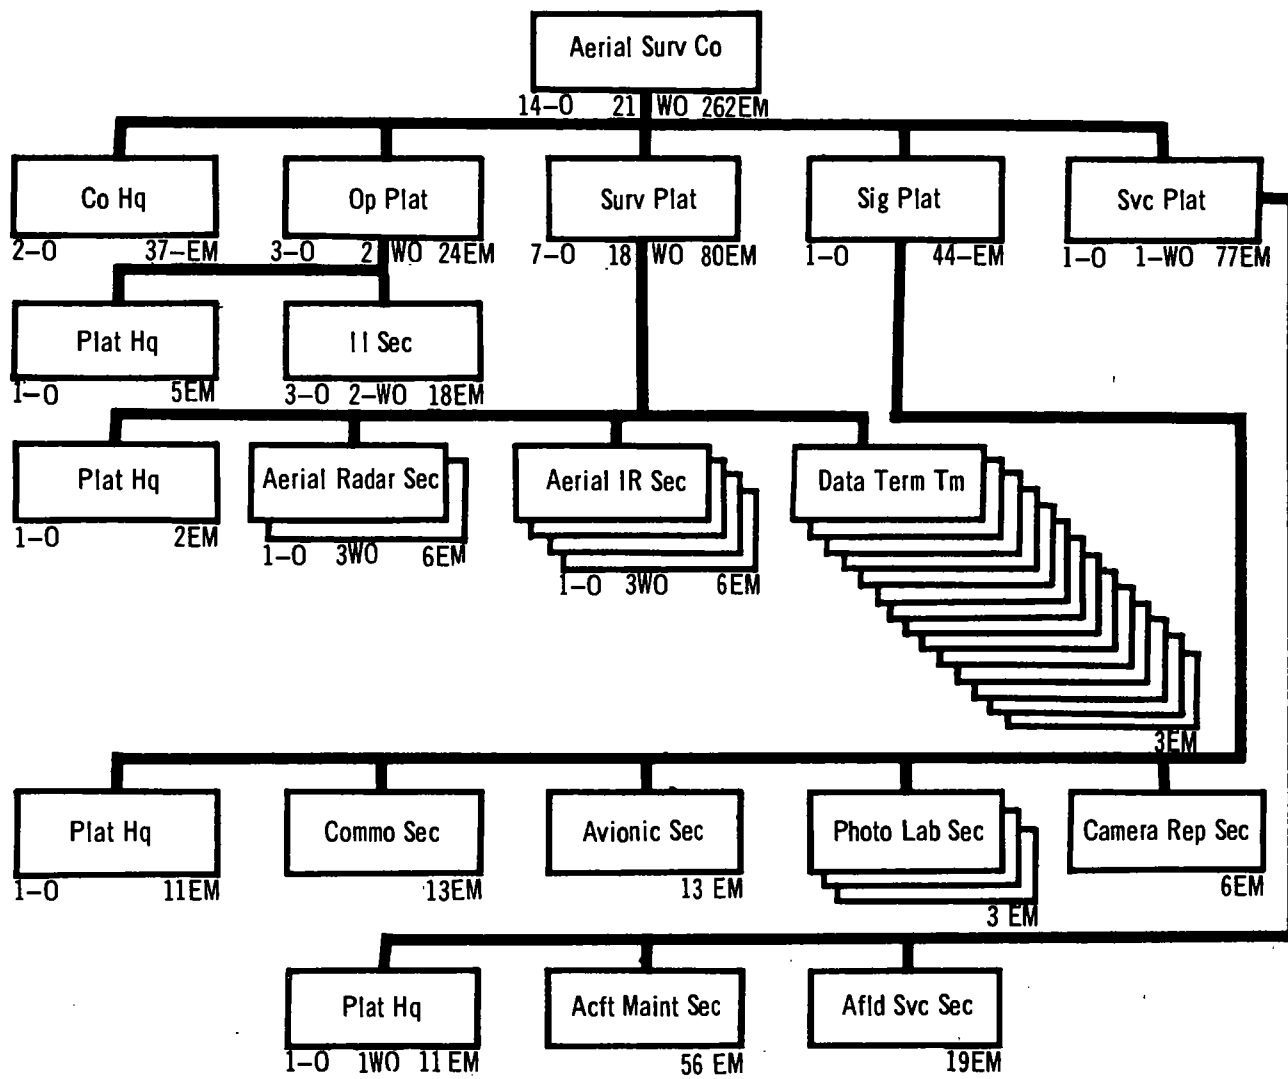 Aerial Surv Co
14-O 21 WO 262EM
Co Hq
2-O 37-EM
Op Plat
3-O 2 WO 24EM
Surv Plat
7-O 18 WO 80EM
Sig Plat
1-O 44-EM
Svc Plat
1-O 1-WO 77EM
Plat Hq
1-O 5EM
II Sec
3-O 2-WO 18EM
Plat Hq
1-O 2EM
Aerial Radar Sec
1-O 3WO 6EM
Aerial IR Sec
1-O 3WO 6EM
Data Term Tm
3EM
Plat Hq
1-O 11EM
Commo Sec
13EM
Avionic Sec
13 EM
Photo Lab Sec
3 EM
Camera Rep Sec
6EM
Plat Hq
1-O 1WO 11EM
Acft Maint Sec
56 EM
Afld Svc Sec
19EM